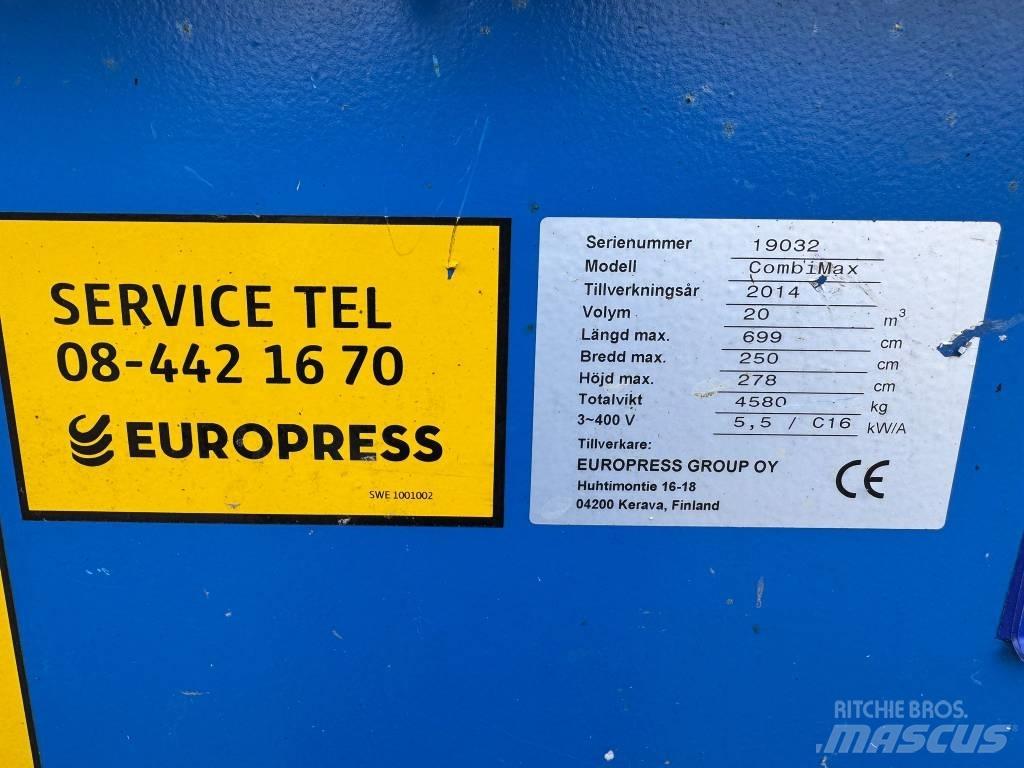 SERVICE TEL
08-442 16 70
EUROPRESS
SWE 1001002
Serienummer 19032
Modell CombiMax
Tillverkningsår 2014
Volym 20 m³
Längd max. 699 cm
Bredd max. 250 cm
Höjd max. 278 cm
Totalvikt 4580 kg
3~400 V 5,5 / C16 kW/A
Tillverkare:
EUROPRESS GROUP OY
Huhtimontie 16-18
04200 Kerava, Finland
CE
RITCHIE BROS.
MASCUS